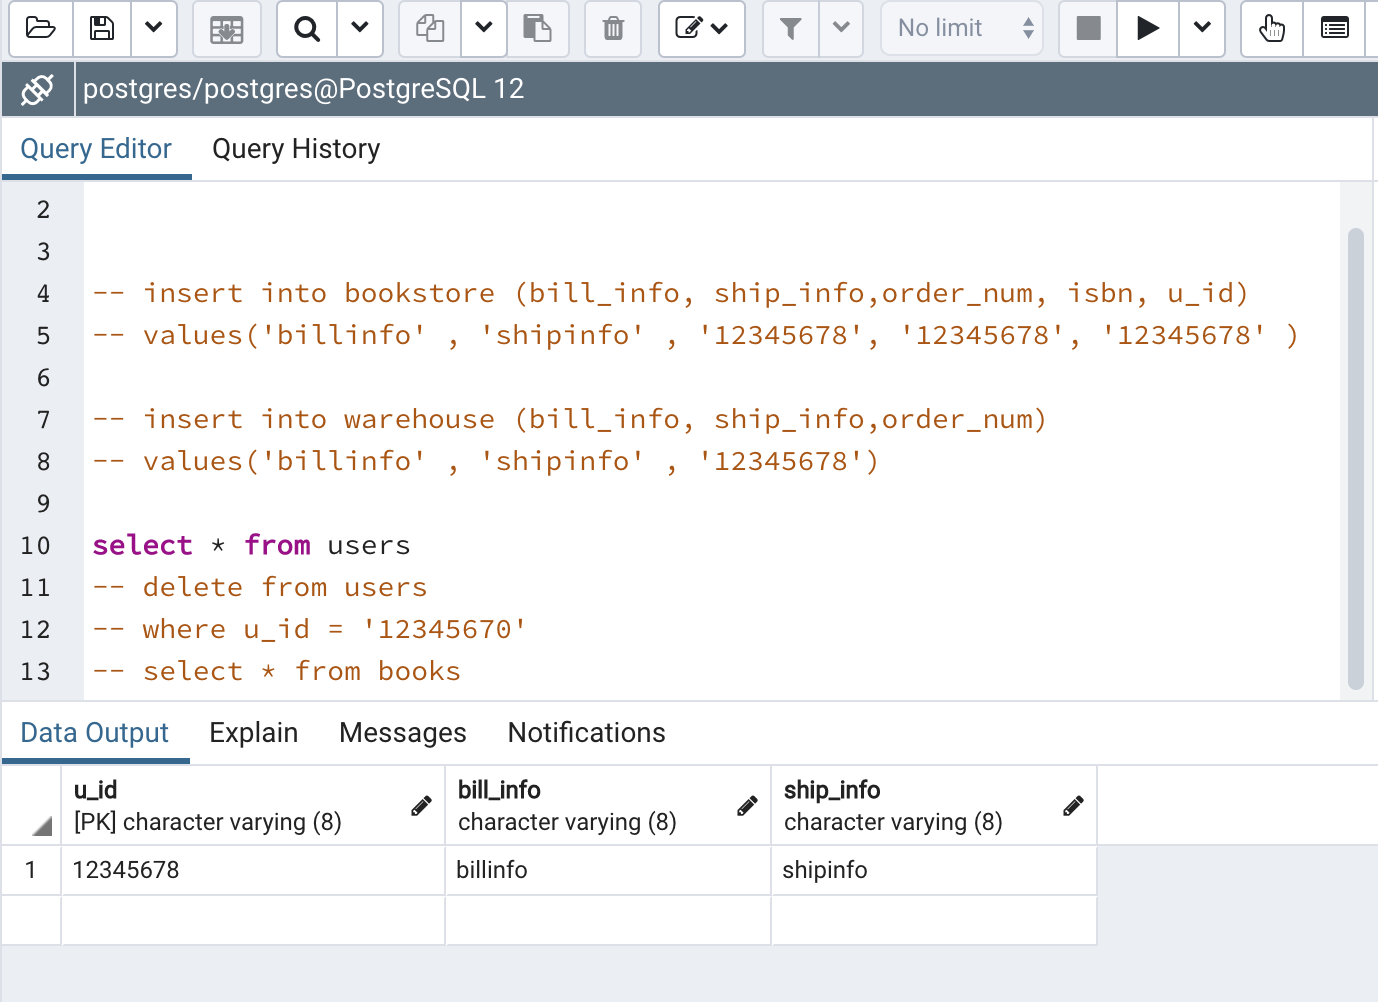 No limit
postgres/postgres@PostgreSQL 12
Query Editor Query History
2
3
4 -- insert into bookstore (bill_info, ship_info,order_num, isbn, u_id)
5 -- values('billinfo' , 'shipinfo' , '12345678', '12345678', '12345678' )
6
7 -- insert into warehouse (bill_info, ship_info,order_num)
8 -- values('billinfo' , 'shipinfo' , '12345678')
9
10 select * from users
11 -- delete from users
12 -- where u_id = '12345670'
13 -- select * from books
Data Output Explain Messages Notifications
u_id bill_info ship_info
[PK] character varying (8) character varying (8) character varying (8)
1 12345678 billinfo shipinfo